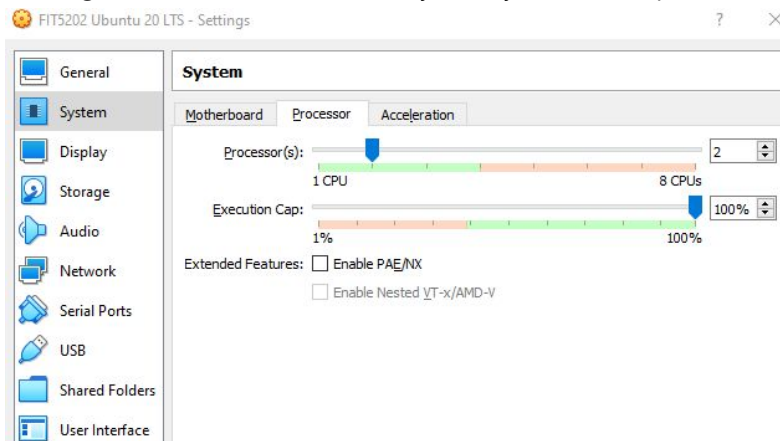 FIT5202 Ubuntu 20 LTS - Settings ? ×
General
System
Display
Storage
Audio
Network
Serial Ports
USB
Shared Folders
User Interface
System
Motherboard Processor Acceleration
Processor(s): 2
1 CPU 8 CPUs
Execution Cap: 100%
1% 100%
Extended Features: Enable PAE/NX
Enable Nested VT-x/AMD-V